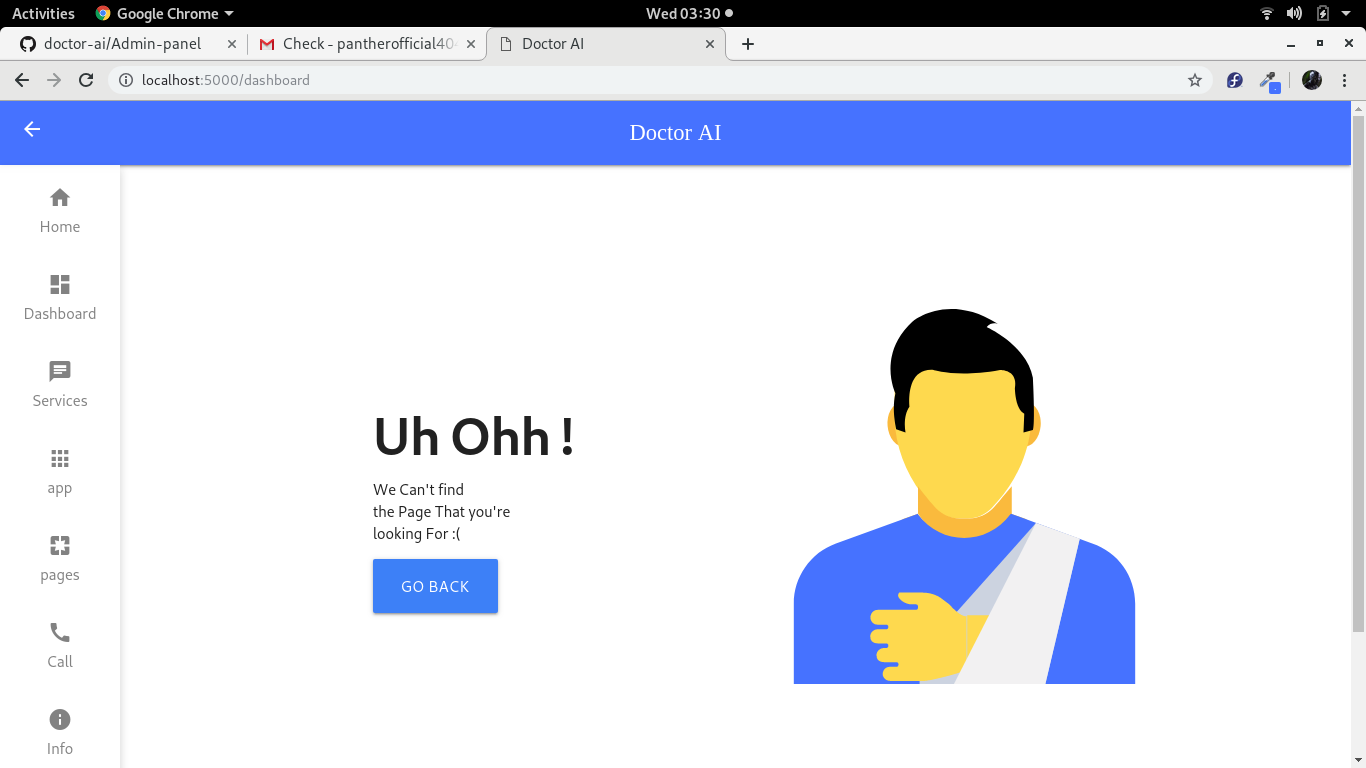 Activities Google Chrome Wed 03:30
doctor-ai/Admin-panel Check - pantherofficial40 Doctor AI
localhost:5000/dashboard
Doctor AI
Home
Dashboard
Services
app
pages
Call
Info
Uh Ohh !
We Can't find
the Page That you're
looking For :(
GO BACK